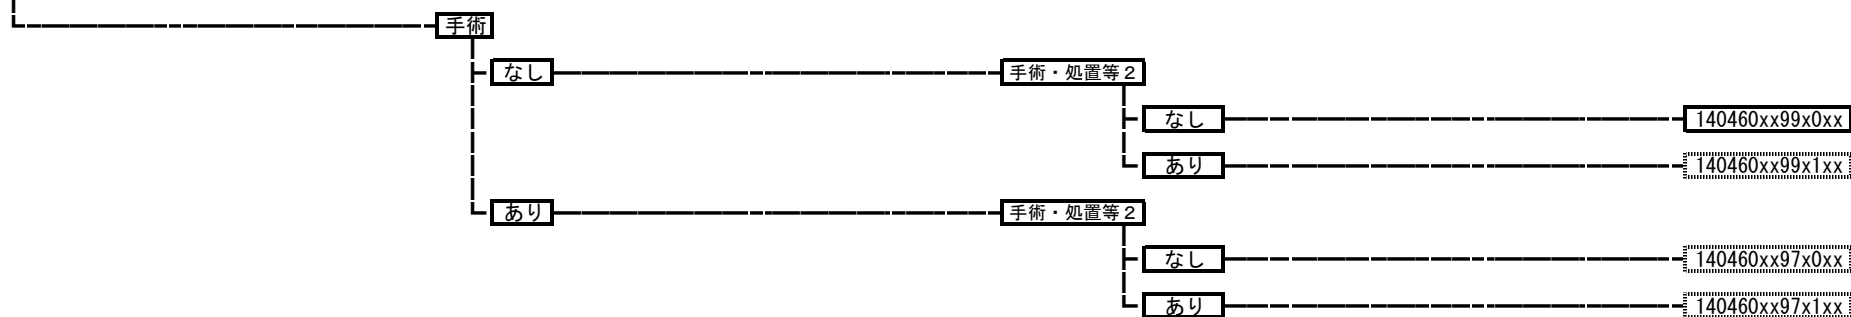 手術
なし 手術・処置等２
なし 140460xx99x0xx
あり 140460xx99x1xx
あり 手術・処置等２
なし 140460xx97x0xx
あり 140460xx97x1xx